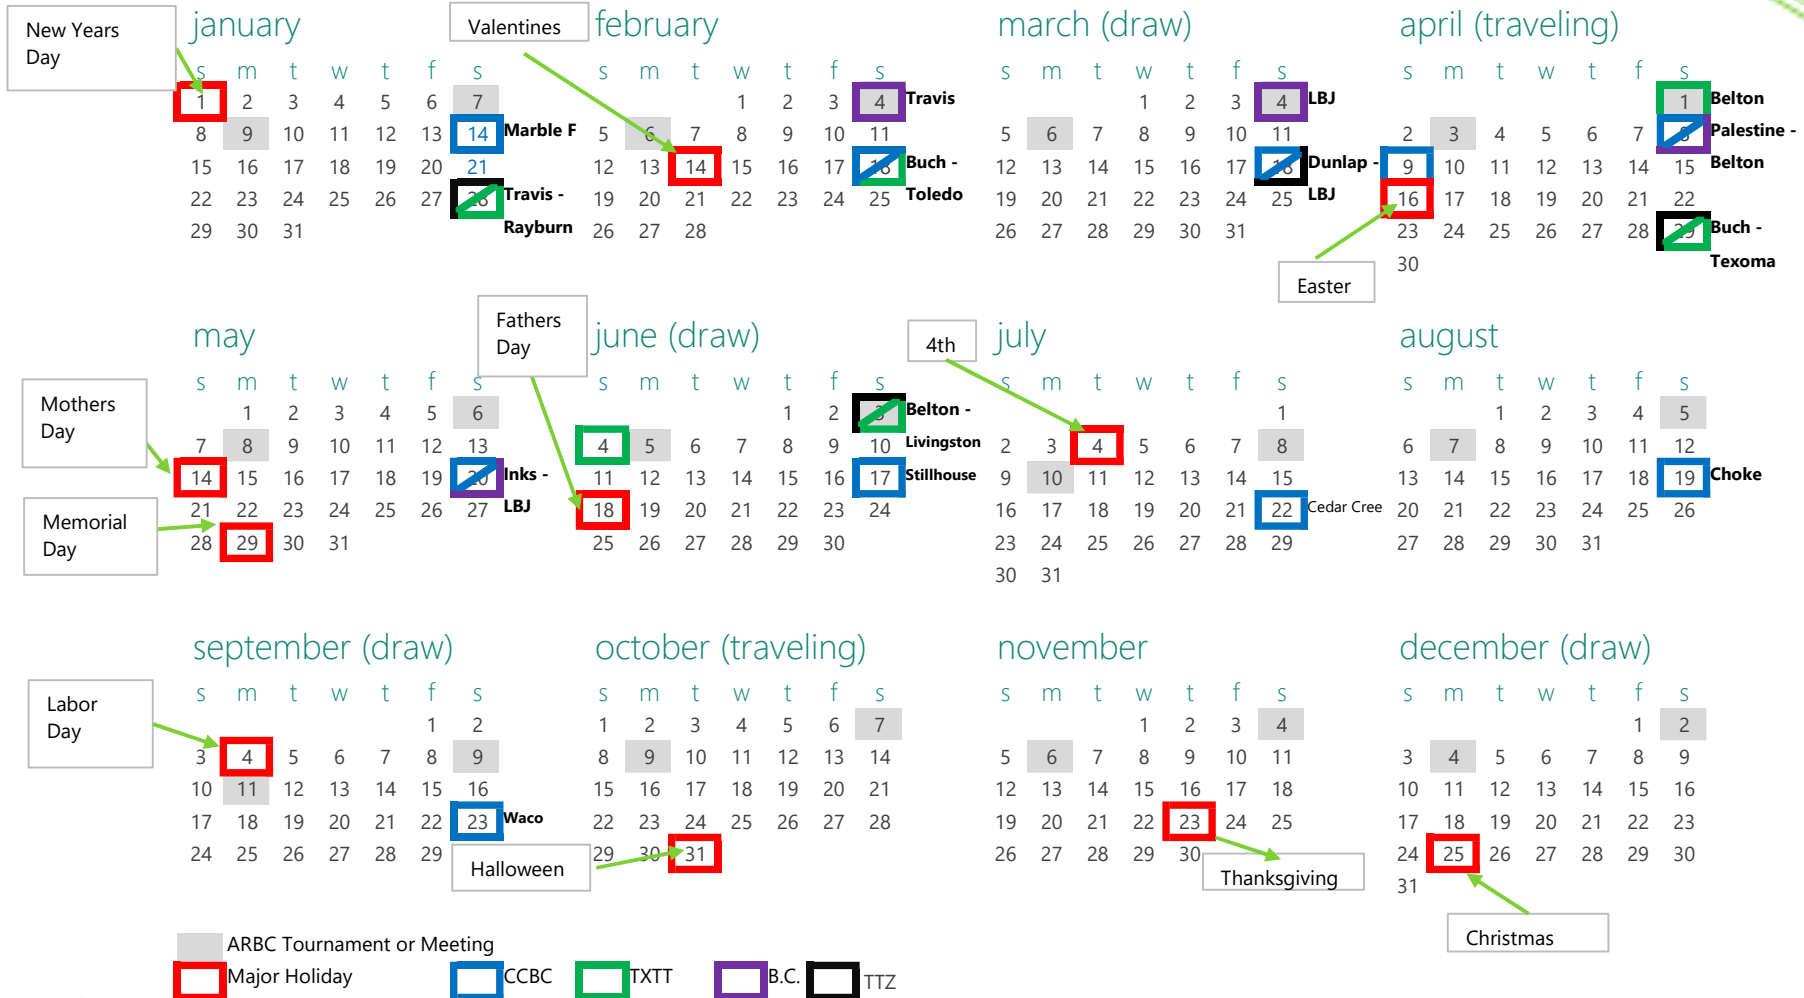 New Years
Day
january
Valentines
february
march (draw)
april (traveling)
s m t w t f s
s m t w t f s
s m t w t f s
s m t w t f s
1 2 3 4 5 6 7
1 2 3 4 Travis
1 2 3 4 LBJ
1 Belton
8 9 10 11 12 13 14 Marble F
5 6 7 8 9 10 11
5 6 7 8 9 10 11
2 3 4 5 6 7 8 Palestine -
15 16 17 18 19 20 21
12 13 14 15 16 17 18 Buch -
12 13 14 15 16 17 18 Dunlap -
9 10 11 12 13 14 15 Belton
22 23 24 25 26 27 28 Travis -
19 20 21 22 23 24 25 Toledo
19 20 21 22 23 24 25 LBJ
16 17 18 19 20 21 22
29 30 31 Rayburn
26 27 28
26 27 28 29 30 31
23 24 25 26 27 28 29 Buch -
30 Texoma
Easter
may
Fathers
Day
june (draw)
4th
july
august
s m t w t f s
s m t w t f s
s m t w t f s
s m t w t f s
Mothers
Day
1 2 3 4 5 6
1 2 3 Belton -
1
1 2 3 4 5
7 8 9 10 11 12 13
4 5 6 7 8 9 10 Livingston
2 3 4 5 6 7 8
6 7 8 9 10 11 12
14 15 16 17 18 19 20 Inks -
11 12 13 14 15 16 17 Stillhouse
9 10 11 12 13 14 15
13 14 15 16 17 18 19 Choke
Memorial
Day
21 22 23 24 25 26 27 LBJ
18 19 20 21 22 23 24
16 17 18 19 20 21 22 Cedar Cree
20 21 22 23 24 25 26
28 29 30 31
25 26 27 28 29 30
23 24 25 26 27 28 29
27 28 29 30 31
30 31
september (draw)
october (traveling)
november
december (draw)
Labor
Day
s m t w t f s
s m t w t f s
s m t w t f s
s m t w t f s
1 2
1 2 3 4 5 6 7
1 2 3 4
1 2
3 4 5 6 7 8 9
8 9 10 11 12 13 14
5 6 7 8 9 10 11
3 4 5 6 7 8 9
10 11 12 13 14 15 16
15 16 17 18 19 20 21
12 13 14 15 16 17 18
10 11 12 13 14 15 16
17 18 19 20 21 22 23 Waco
22 23 24 25 26 27 28
19 20 21 22 23 24 25
17 18 19 20 21 22 23
24 25 26 27 28 29
29 30 31
26 27 28 29 30
24 25 26 27 28 29 30
31
Halloween
Thanksgiving
Christmas
ARBC Tournament or Meeting
Major Holiday
CCBC
TXTT
B.C.
TTZ